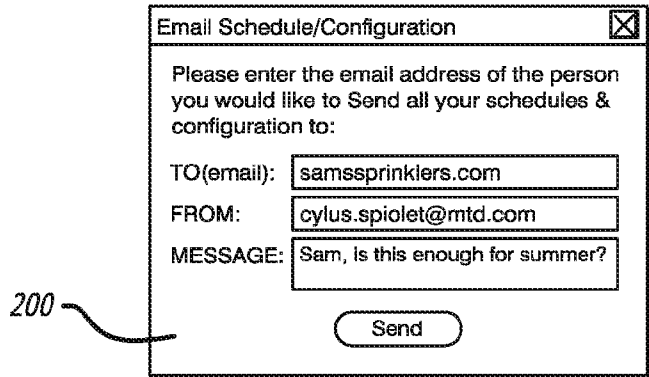 Email Schedule/Configuration
Please enter the email address of the person
you would like to Send all your schedules &
configuration to:
TO(email): samssprinklers.com
FROM: cylus.spiolet@mtd.com
MESSAGE: Sam, is this enough for summer?
200
Send